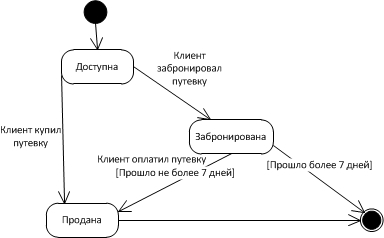 Доступна
Клиент
забронировал
путевку
Клиент купил
путевку
Забронирована
Клиент оплатил путевку
[Прошло не более 7 дней]
[Прошло более 7 дней]
Продана